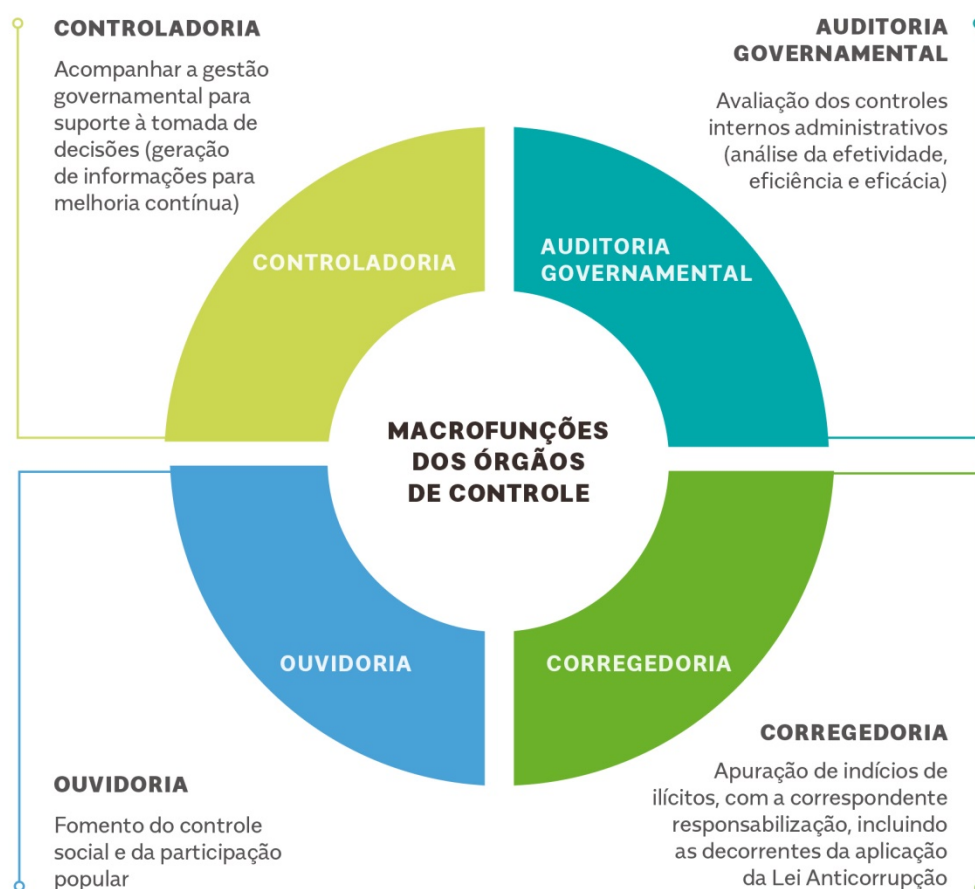 CONTROLADORIA
Acompanhar a gestão
governamental para
suporte à tomada de
decisões (geração
de informações para
melhoria contínua)
AUDITORIA
GOVERNAMENTAL
Avaliação dos controles
internos administrativos
(análise da efetividade,
eficiência e eficácia)
CONTROLADORIA
AUDITORIA
GOVERNAMENTAL
MACROFUNÇÕES
DOS ÓRGÃOS
DE CONTROLE
OUVIDORIA
CORREGEDORIA
OUVIDORIA
Fomento do controle
social e da participação
popular
CORREGEDORIA
Apuração de indícios de
ilícitos, com a correspondente
responsabilização, incluindo
as decorrentes da aplicação
da Lei Anticorrupção